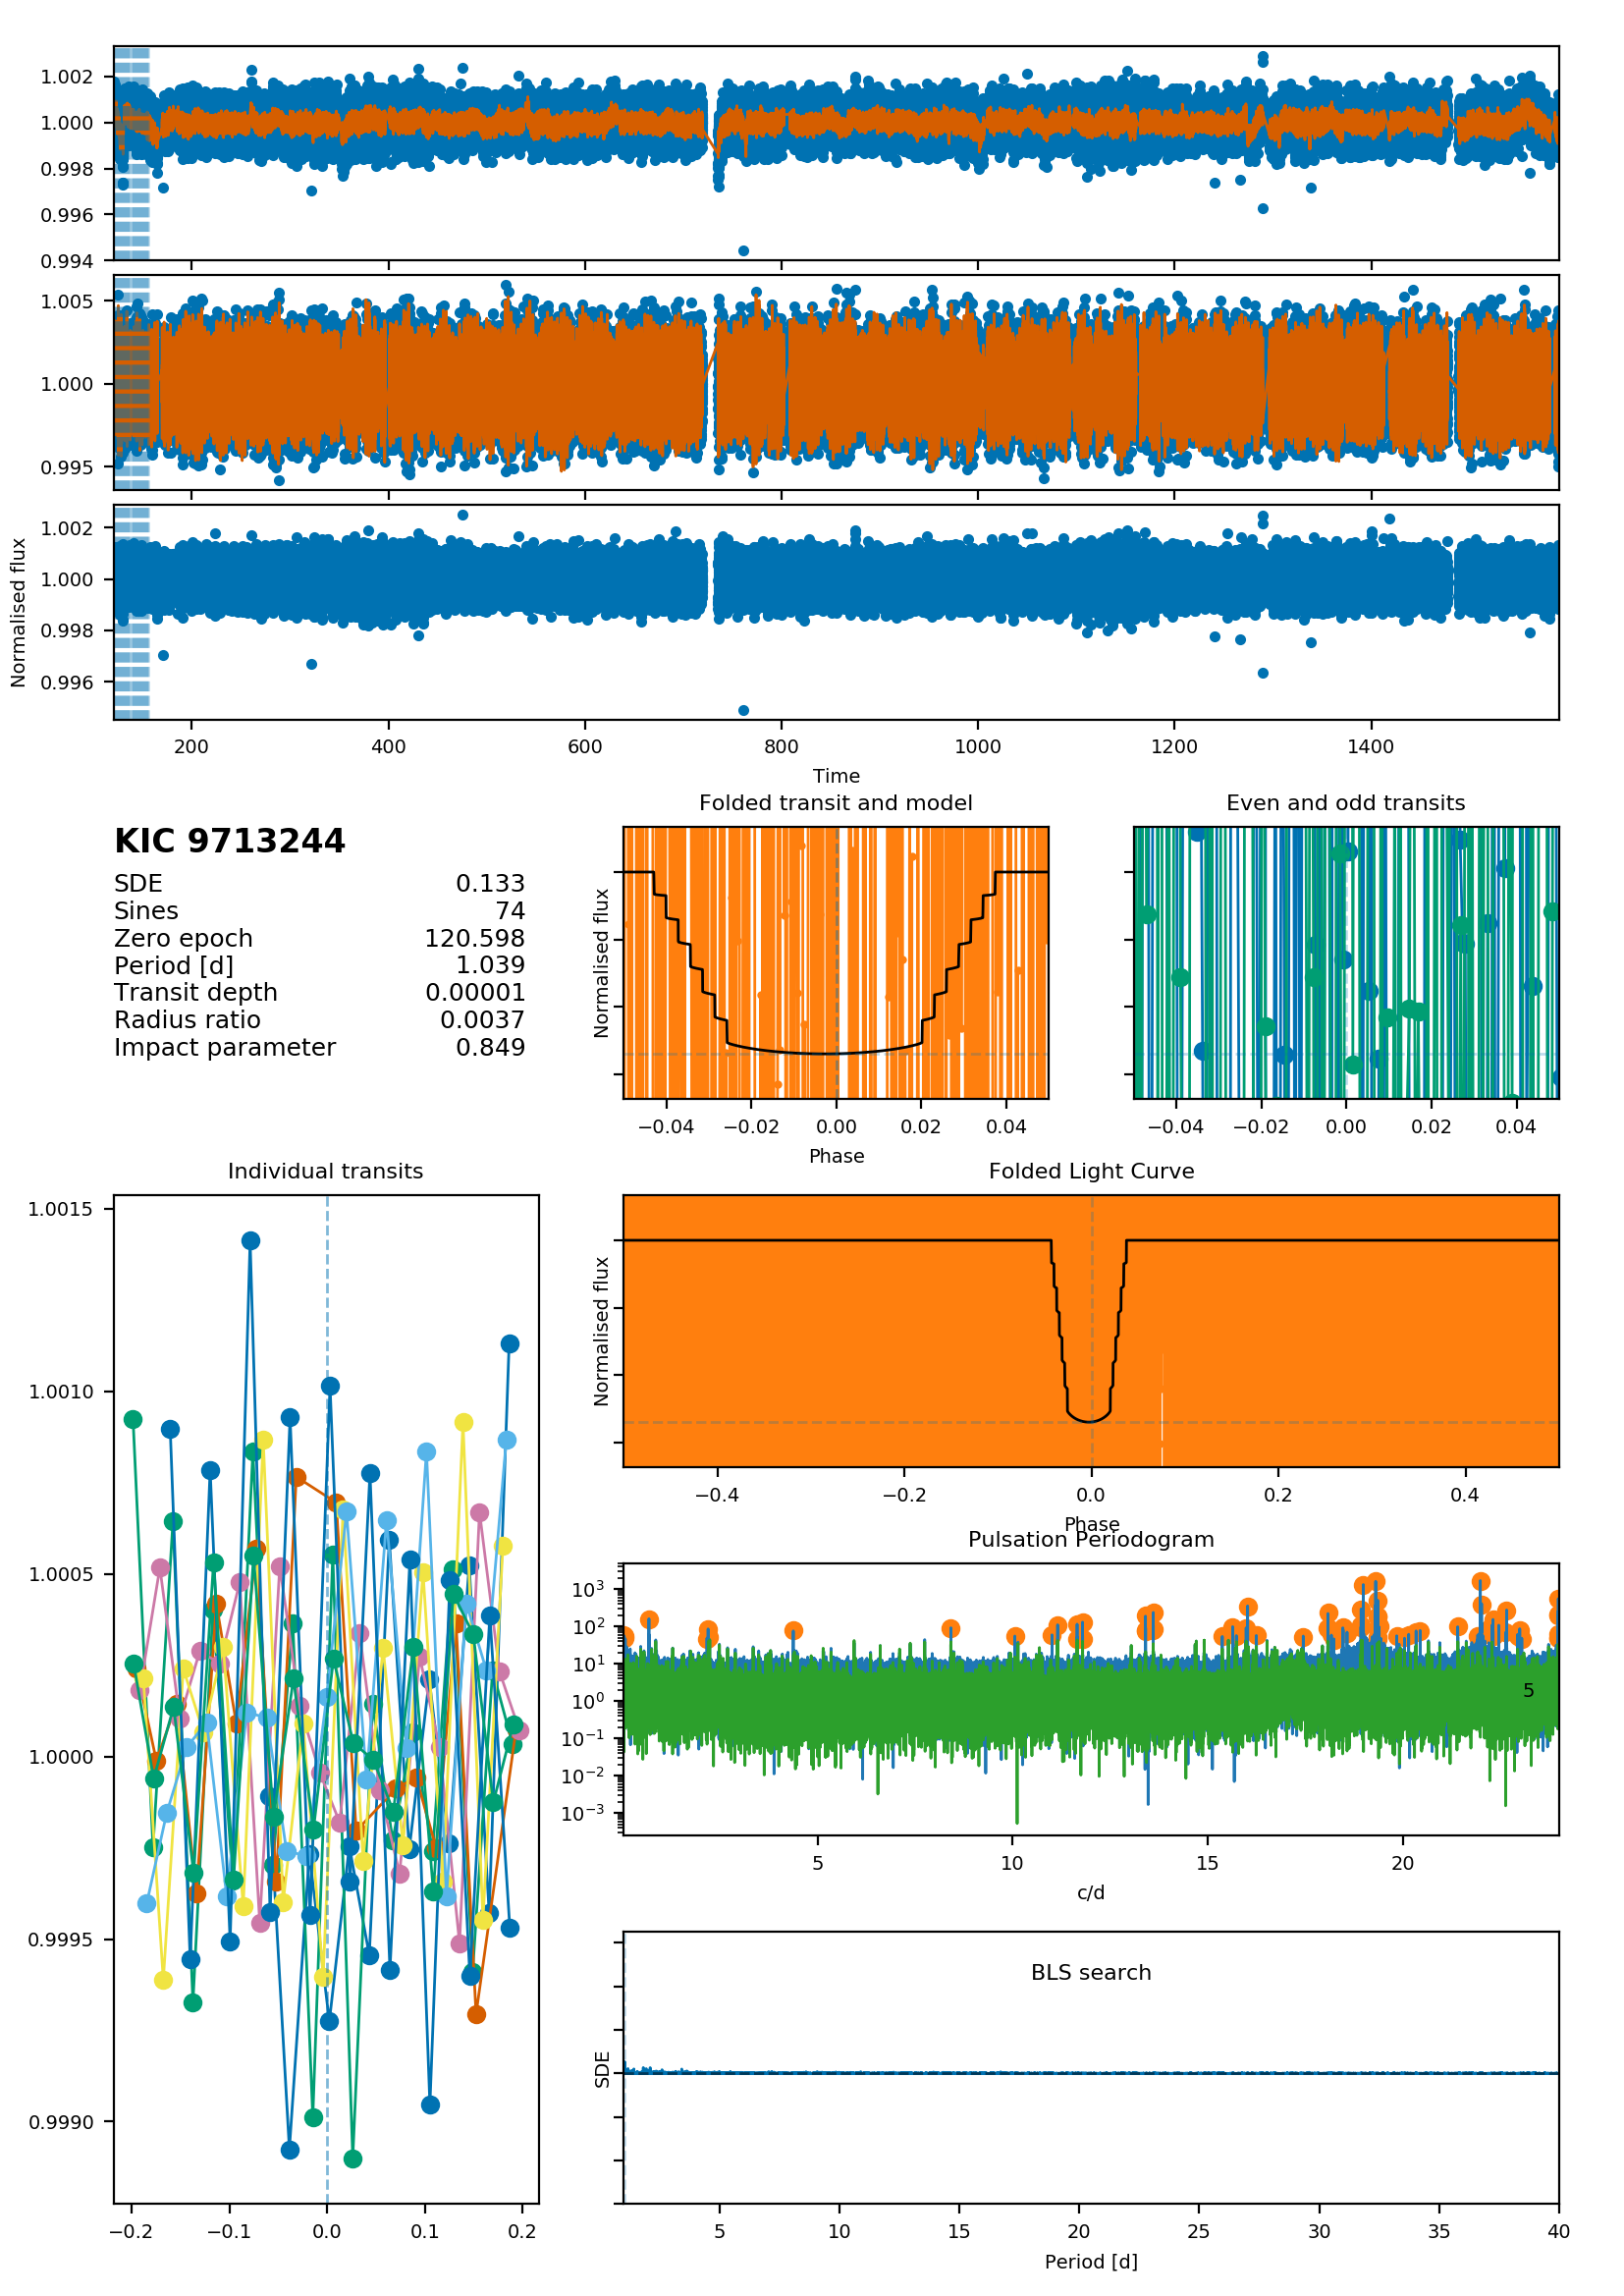 1.002
1.000
0.998
0.996
0.994
1.005
1.000
0.995
1.002
1.000
0.998
0.996
Normalised flux
200 400 600 800 1000 1200 1400
Time
KIC 9713244
SDE 0.133
Sines 74
Zero epoch 120.598
Period [d] 1.039
Transit depth 0.00001
Radius ratio 0.0037
Impact parameter 0.849
Folded transit and model
Normalised flux
−0.04 −0.02 0.00 0.02 0.04
Phase
Even and odd transits
−0.04 −0.02 0.00 0.02 0.04
Individual transits
1.0015
1.0010
1.0005
1.0000
0.9995
0.9990
−0.2 −0.1 0.0 0.1 0.2
Folded Light Curve
Normalised flux
−0.4 −0.2 0.0 0.2 0.4
Phase
Pulsation Periodogram
10³
10²
10¹
10⁰
10⁻¹
10⁻²
10⁻³
5
5 10 15 20
c/d
BLS search
SDE
5 10 15 20 25 30 35 40
Period [d]